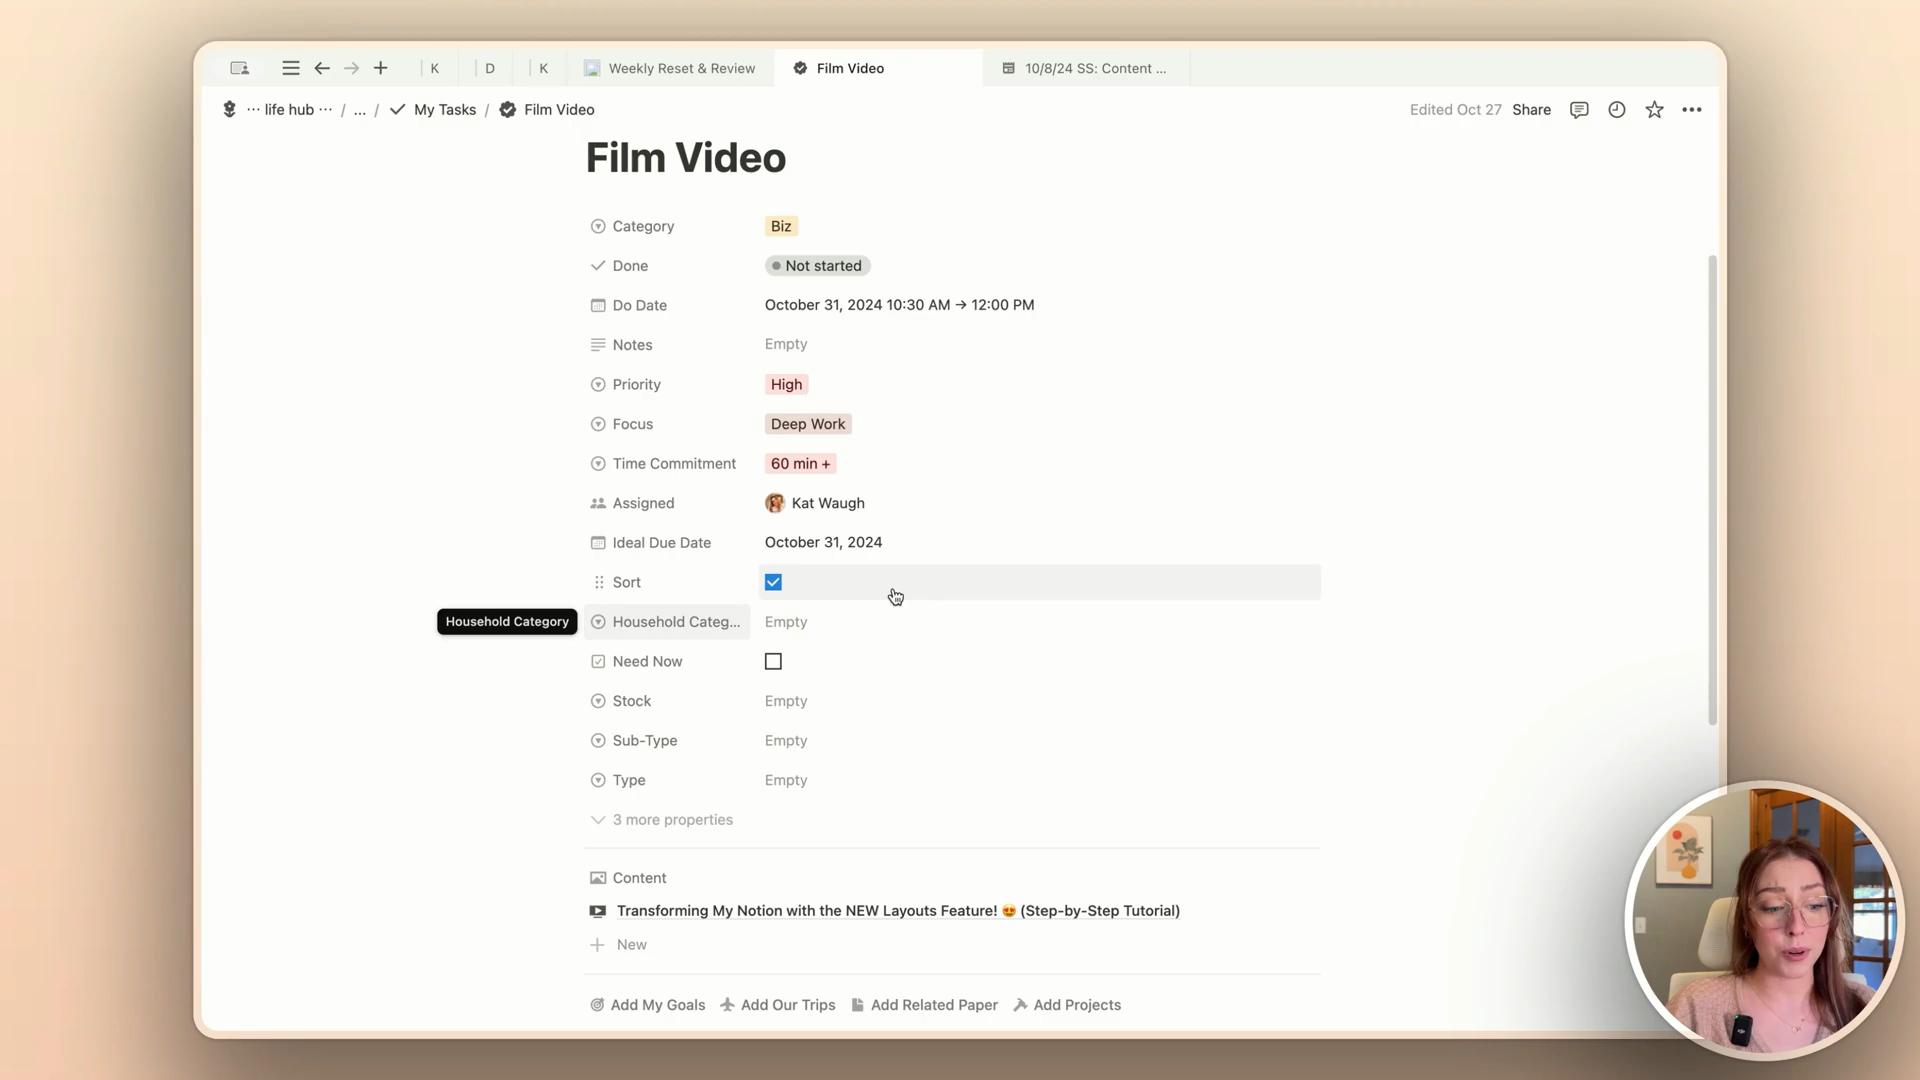 K D K Weekly Reset & Review Film Video 10/8/24 SS: Content ...
··· life hub ··· / ... / My Tasks / Film Video Edited Oct 27 Share
Film Video
Category Biz
Done Not started
Do Date October 31, 2024 10:30 AM → 12:00 PM
Notes Empty
Priority High
Focus Deep Work
Time Commitment 60 min +
Assigned Kat Waugh
Ideal Due Date October 31, 2024
Sort
Household Category Household Categ... Empty
Need Now
Stock Empty
Sub-Type Empty
Type Empty
3 more properties
Content
Transforming My Notion with the NEW Layouts Feature! 😍 (Step-by-Step Tutorial)
New
Add My Goals Add Our Trips Add Related Paper Add Projects